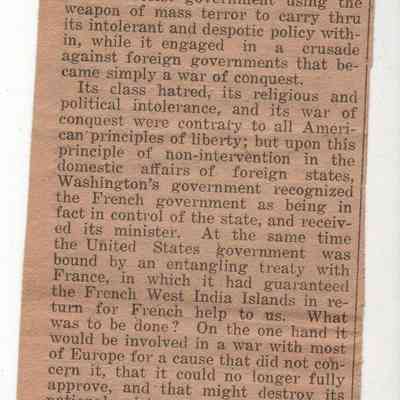 government using the
weapon of mass terror to carry thru
its intolerant and despotic policy with-
in, while it engaged in a crusade
against foreign governments that be-
came simply a war of conquest.
Its class hatred, its religious and
political intolerance, and its war of
conquest were contrary to all Ameri-
can principles of liberty; but upon this
principle of non-intervention in the
domestic affairs of foreign states,
Washington's government recognized
the French government as being in
fact in control of the state, and receiv-
ed its minister. At the same time
the United States government was
bound by an entangling treaty with
France, in which it had guaranteed
the French West India Islands in re-
turn for French help to us. What
was to be done? On the one hand it
would be involved in a war with most
of Europe for a cause that did not con-
cern it, that it could no longer fully
approve, and that might destroy its